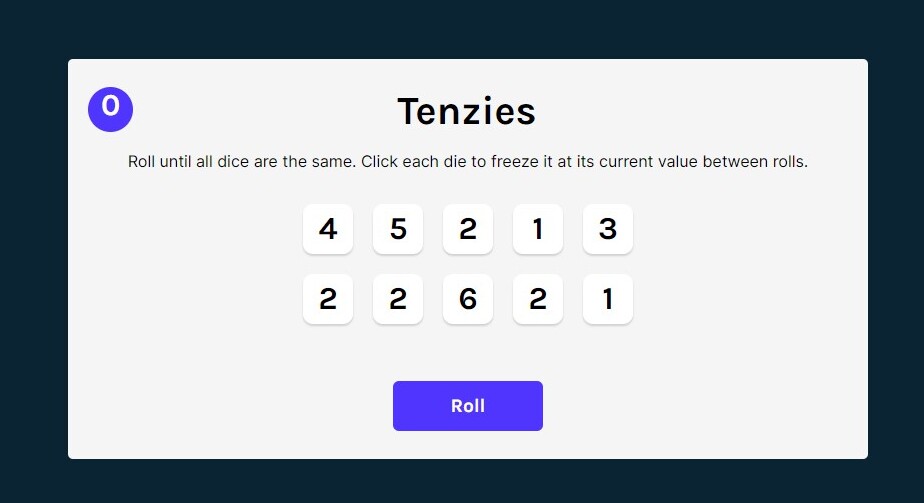 0
Tenzies
Roll until all dice are the same. Click each die to freeze it at its current value between rolls.
4 5 2 1 3
2 2 6 2 1
Roll